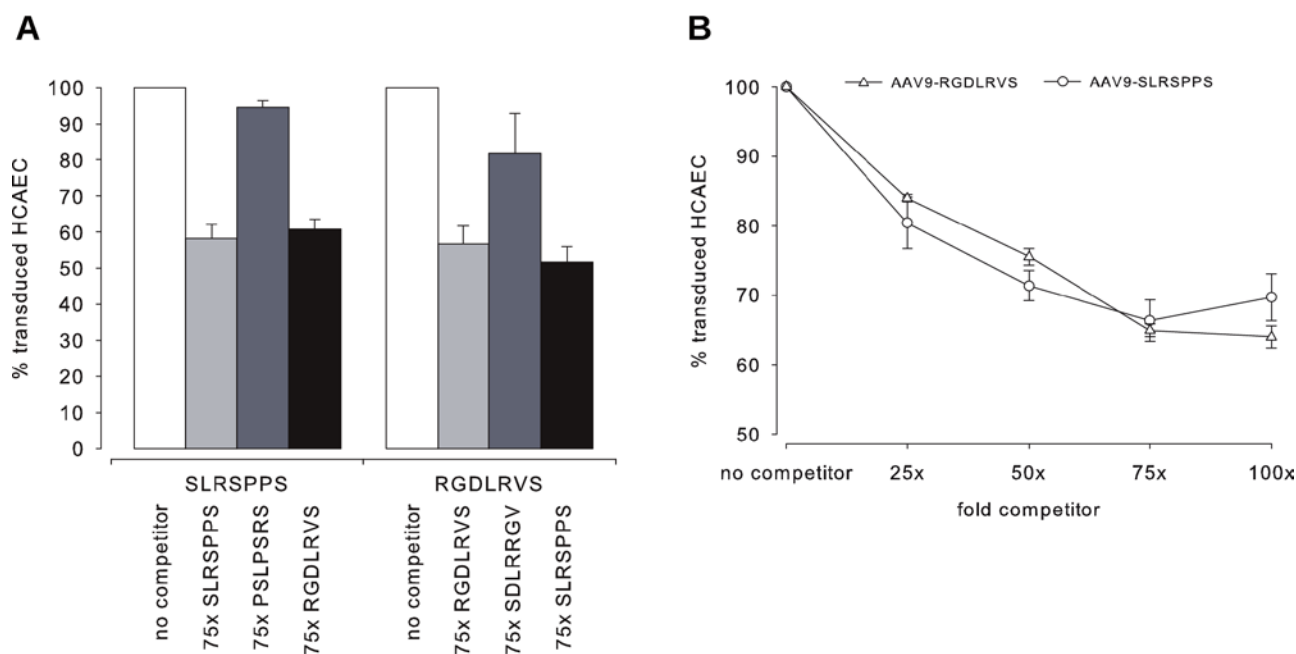 A
% transduced HCAEC
100
90
80
70
60
50
40
30
20
10
0
SLRSPPS
no competitor
75x SLRSPPS
75x PSLPSRS
75x RGDLRVS
RGDLRVS
no competitor
75x RGDLRVS
75x SDLRRGV
75x SLRSPPS
B
AAV9-RGDLRVS
AAV9-SLRSPPS
% transduced HCAEC
100
90
80
70
60
50
no competitor
25x
50x
75x
100x
fold competitor